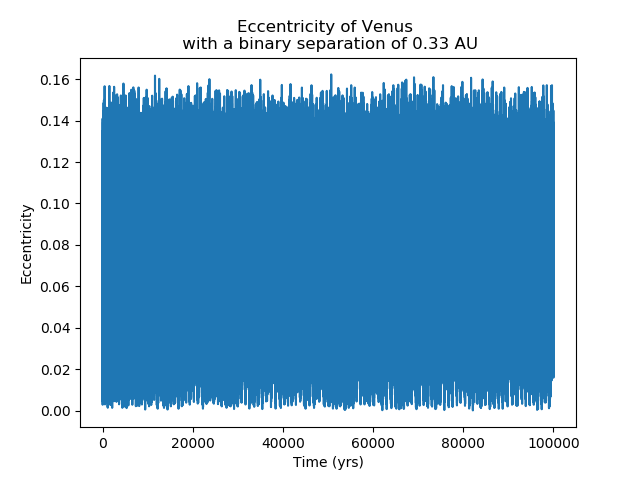 Eccentricity of Venus
with a binary separation of 0.33 AU
0.16
0.14
0.12
0.10
0.08
0.06
0.04
0.02
0.00
Eccentricity
0 20000 40000 60000 80000 100000
Time (yrs)